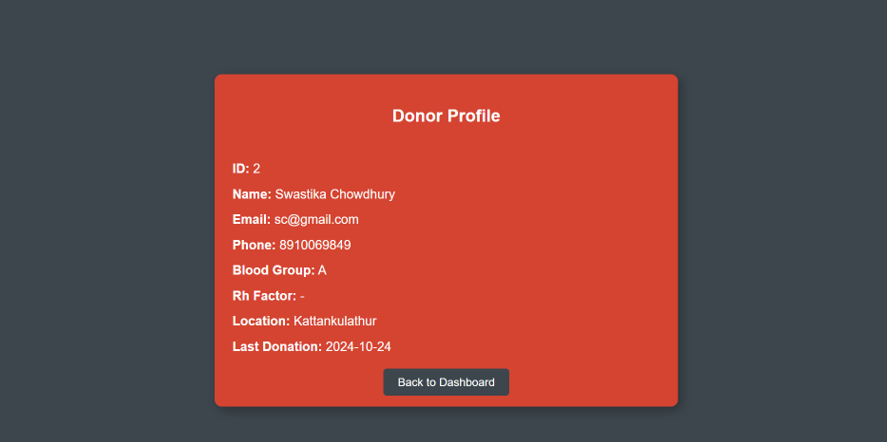 Donor Profile
ID: 2
Name: Swastika Chowdhury
Email: sc@gmail.com
Phone: 8910069849
Blood Group: A
Rh Factor: -
Location: Kattankulathur
Last Donation: 2024-10-24
Back to Dashboard